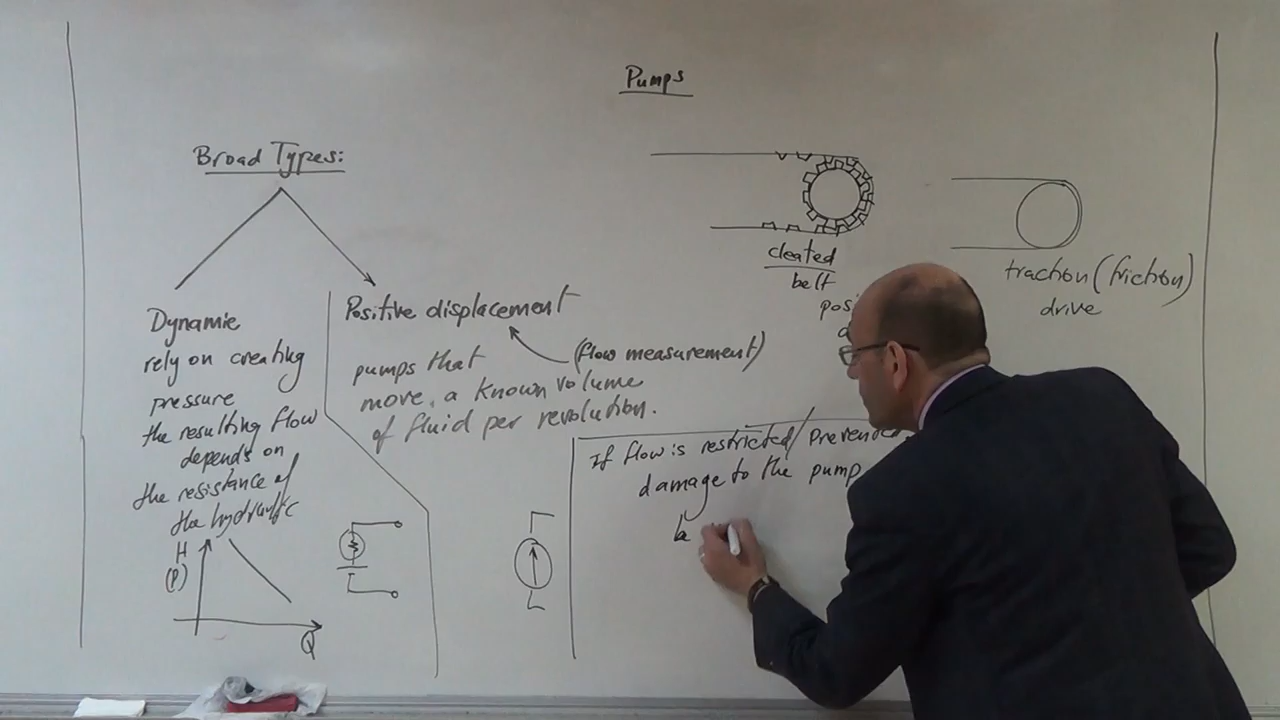 Pumps
Broad Types:
Dynamic
rely on creating
pressure
the resulting flow
depends on
the resistance of
the hydraulic
H
(P)
Q
Positive displacement
(flow measurement)
pumps that
move, a known volume
of fluid per revolution.
cleated
belt
posi
traction (friction)
drive
If flow is restricted/
damage to the pump